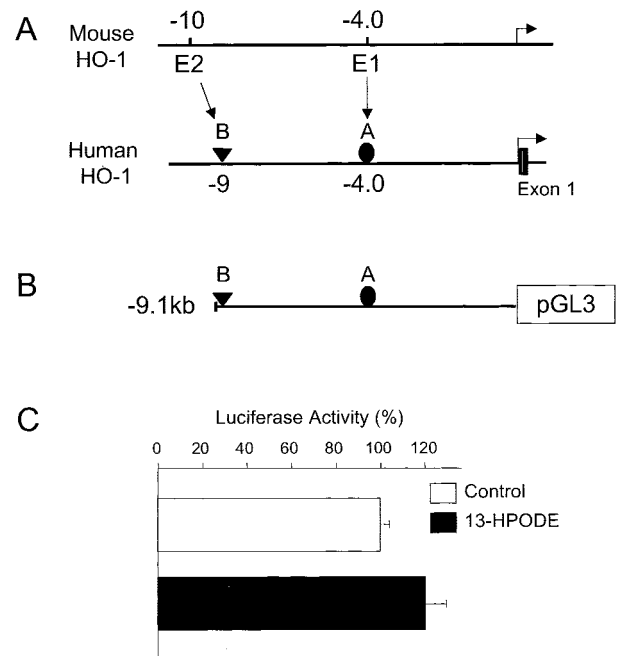 A
-10 -4.0
Mouse
HO-1
E2 E1
B A
Human
HO-1
-9 -4.0
Exon 1
B
B A
-9.1kb
pGL3
C
Luciferase Activity (%)
0 20 40 60 80 100 120
Control
13-HPODE